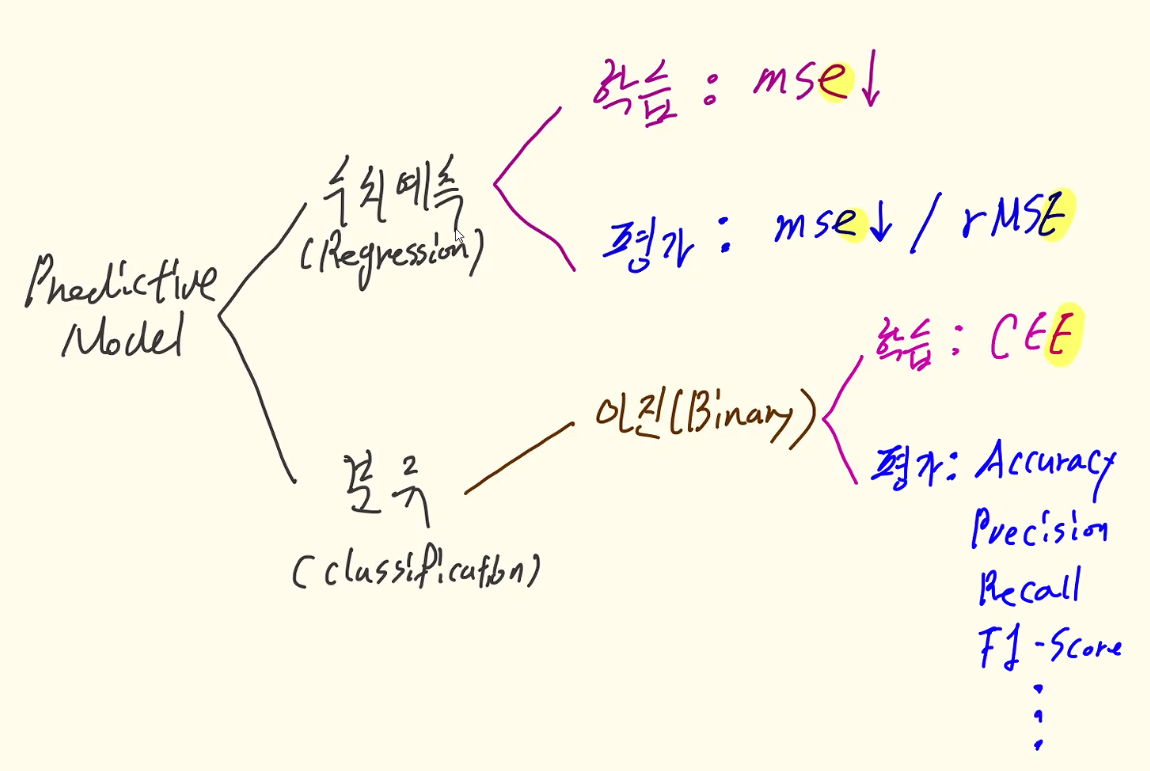 Predictive
Model
수치예측
(Regression)
학습 : mse↓
평가 : mse↓ / rMSE
분류
(classification)
이진(Binary)
학습 : CEE
평가 : Accuracy
Precision
Recall
F1-Score
⋮